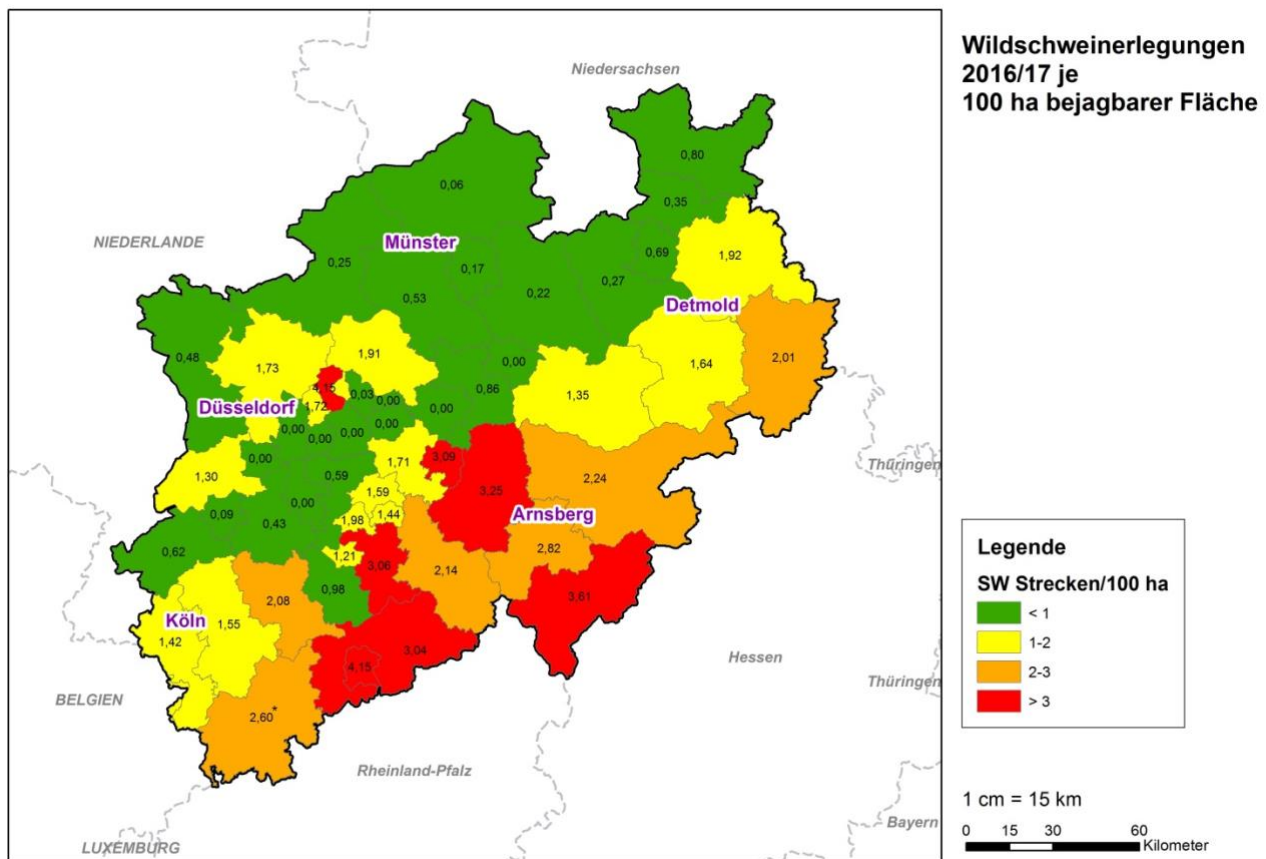 Wildschweinerlegungen
2016/17 je
100 ha bejagbarer Fläche
Niedersachsen
0,80
0,06
0,35
NIEDERLANDE
Münster
0,69
1,92
0,25
0,17
0,27
0,22
0,53
Detmold
0,48
1,91
1,73
0,00
1,64
2,01
4,15
0,03
0,86
1,35
0,00
1,72
0,00
Düsseldorf
0,00
0,00
0,00
0,00
0,00
3,09
1,71
Thüringen
1,30
0,59
2,24
1,59
3,25
0,00
0,09
0,43
1,98
1,44
Arnsberg
0,62
1,21
3,06
2,82
2,14
0,98
2,08
3,61
Köln
1,55
1,42
3,04
Hessen
4,15
Thüringen
BELGIEN
2,60*
Rheinland-Pfalz
Bayern
LUXEMBURG
Legende
SW Strecken/100 ha
< 1
1-2
2-3
> 3
1 cm = 15 km
0 15 30 60
Kilometer